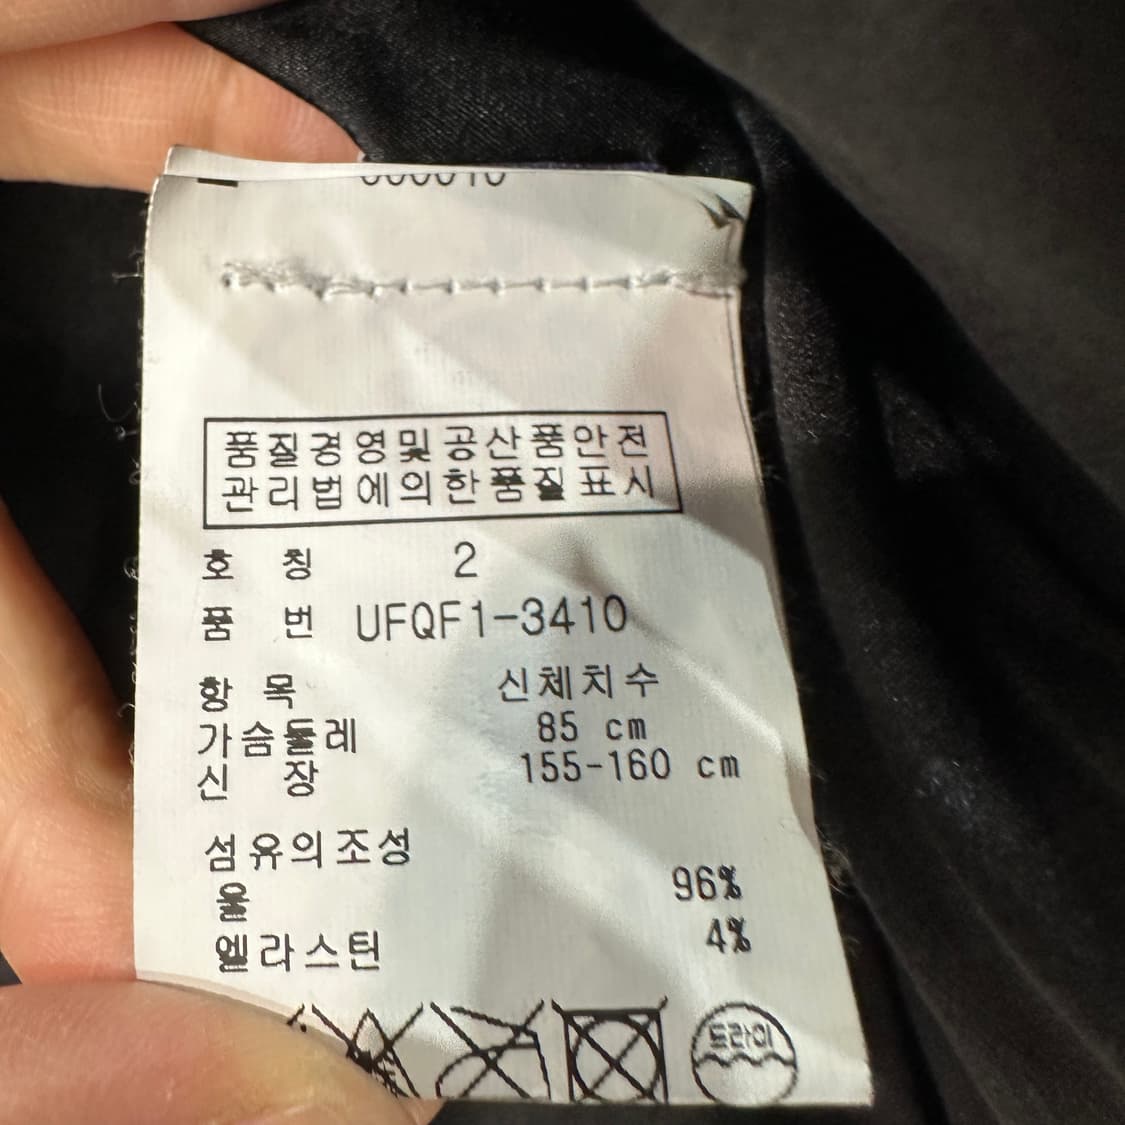 품질경영및공산품안전
관리법에의한품질표시
호 칭 2
품 번 UFQF1-3410
항 목 신체치수
가슴둘레 85 cm
신 장 155-160 cm
섬유의조성
울 96%
엘라스틴 4%
드라이